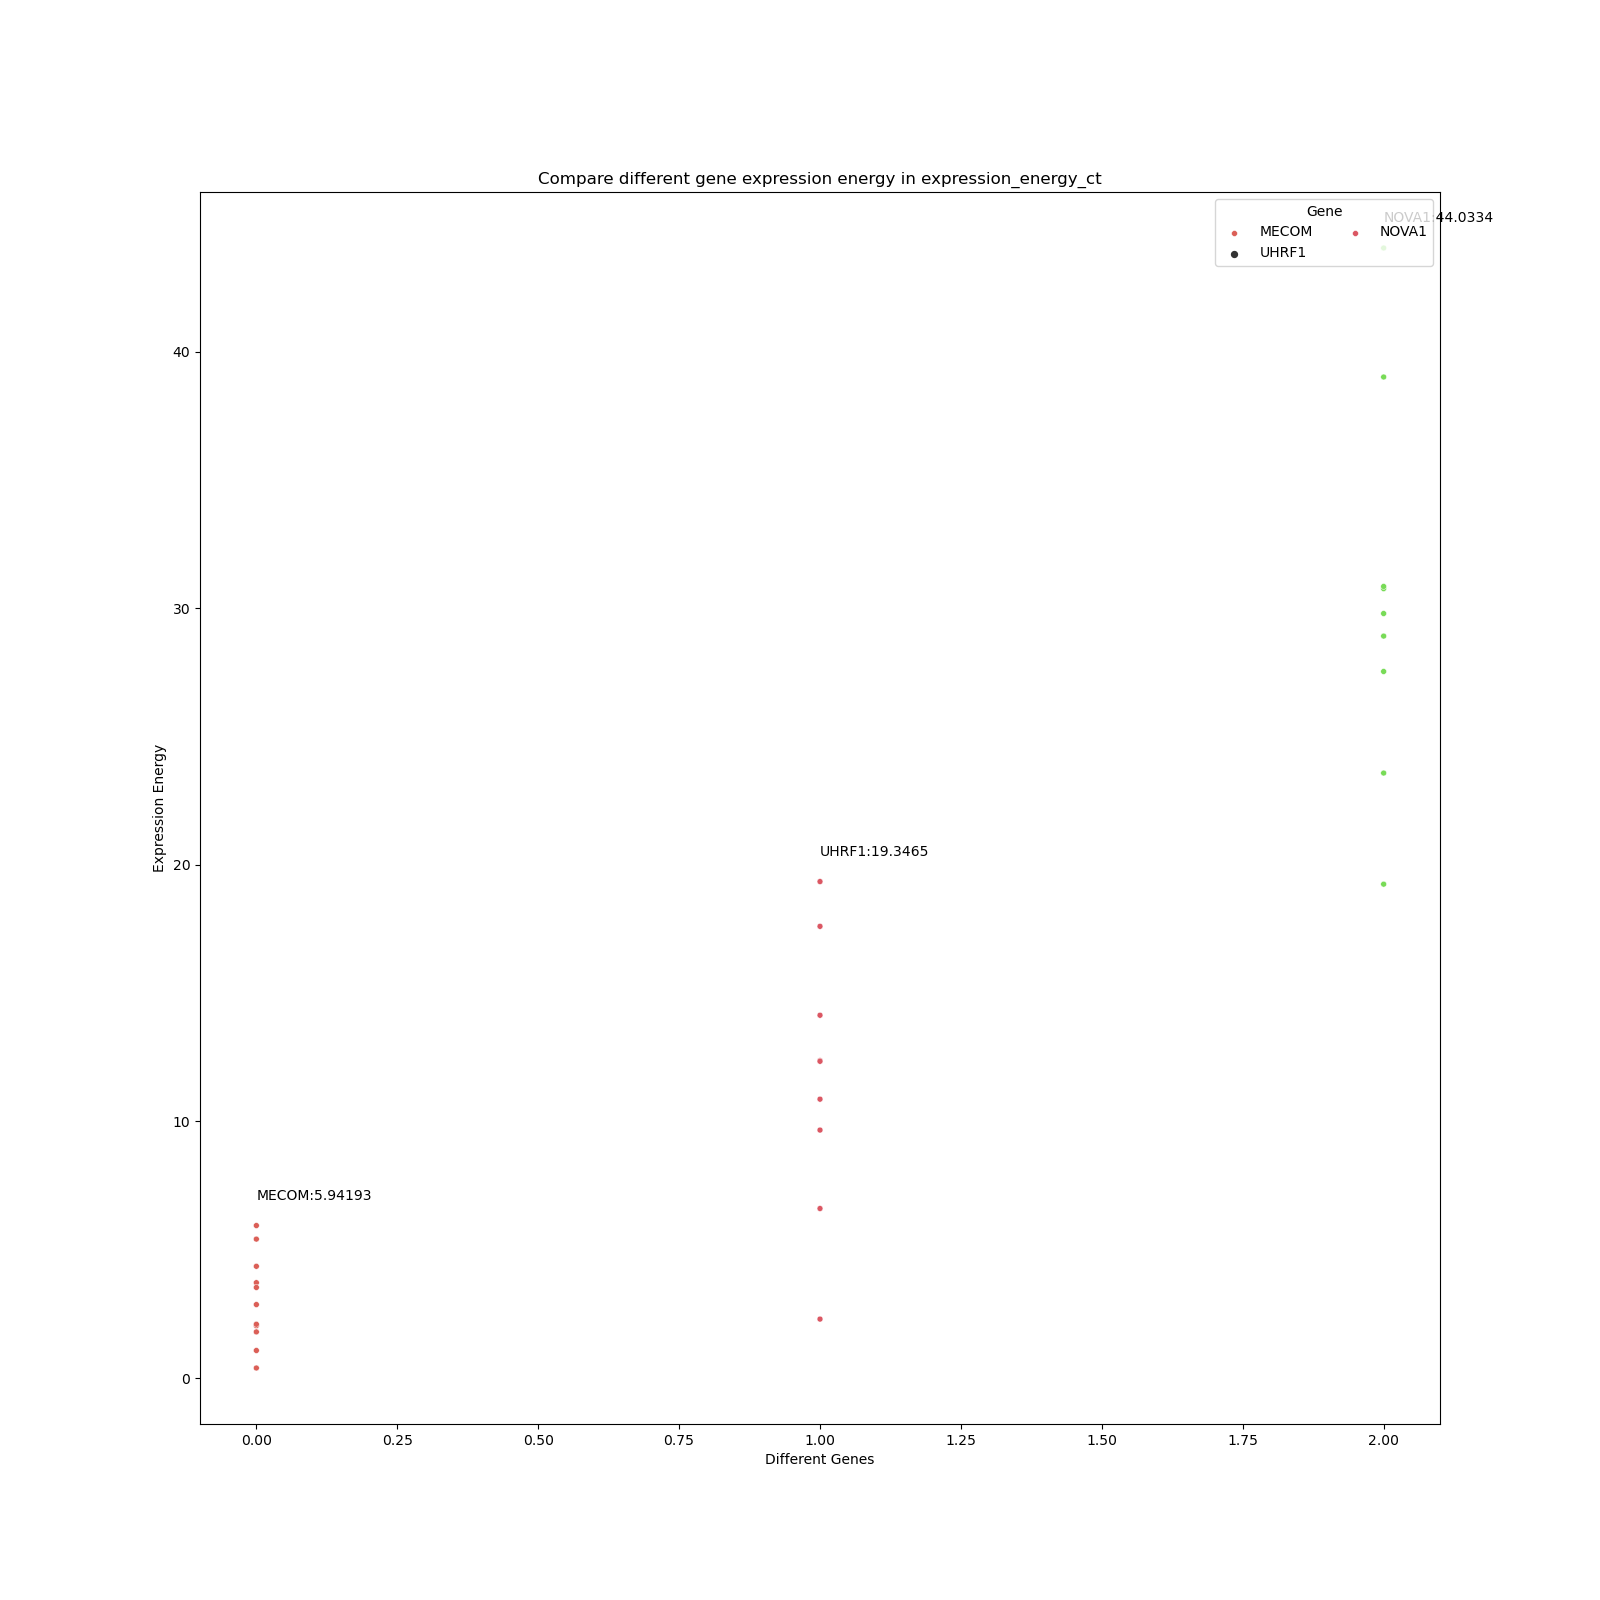 Compare different gene expression energy in expression_energy_ct
Gene
MECOM
UHRF1
NOVA1
NOVA1:44.0334
UHRF1:19.3465
MECOM:5.94193
Expression Energy
40
30
20
10
0
0.00 0.25 0.50 0.75 1.00 1.25 1.50 1.75 2.00
Different Genes